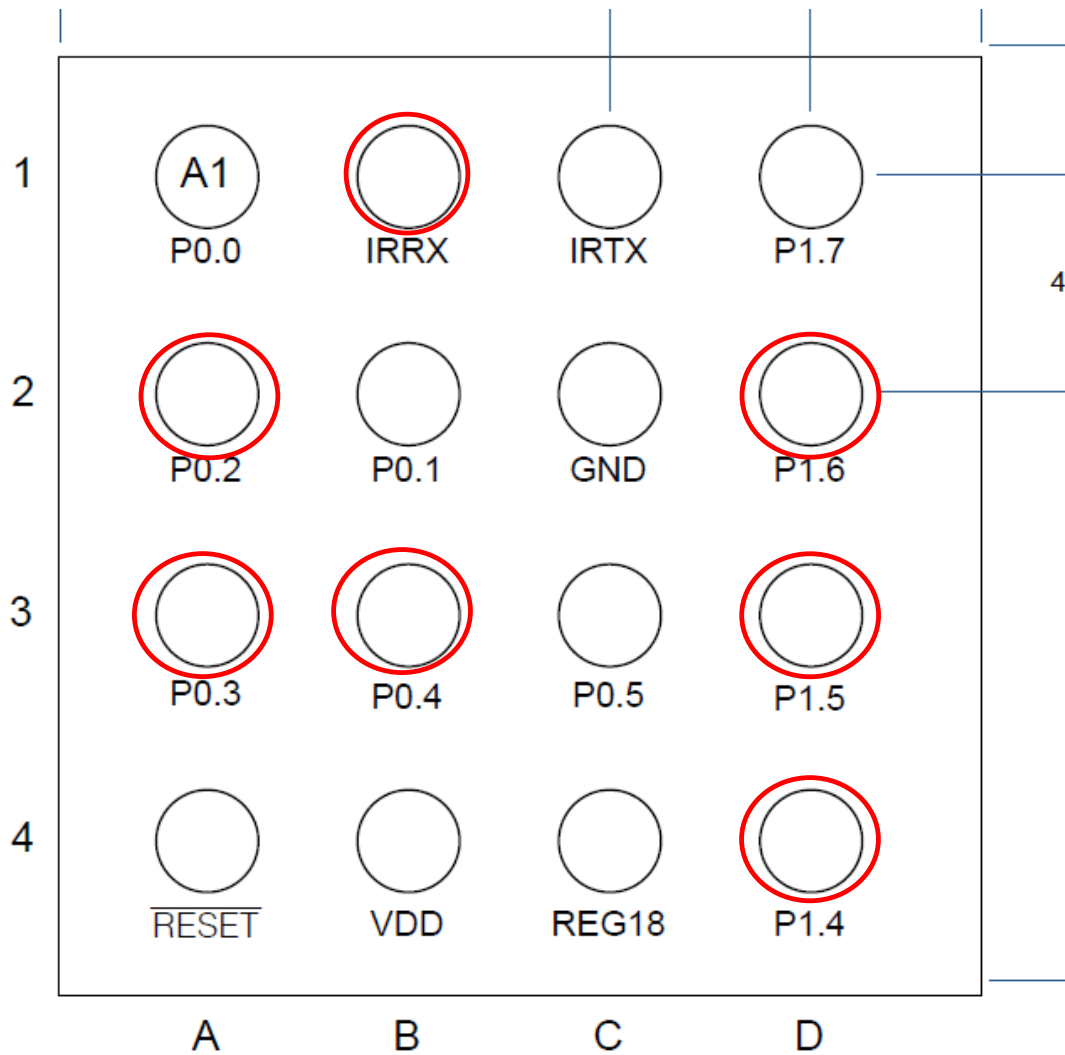 1 A1
P0.0 IRRX IRTX P1.7
4
2
P0.2 P0.1 GND P1.6
3
P0.3 P0.4 P0.5 P1.5
4
RESET VDD REG18 P1.4
A B C D